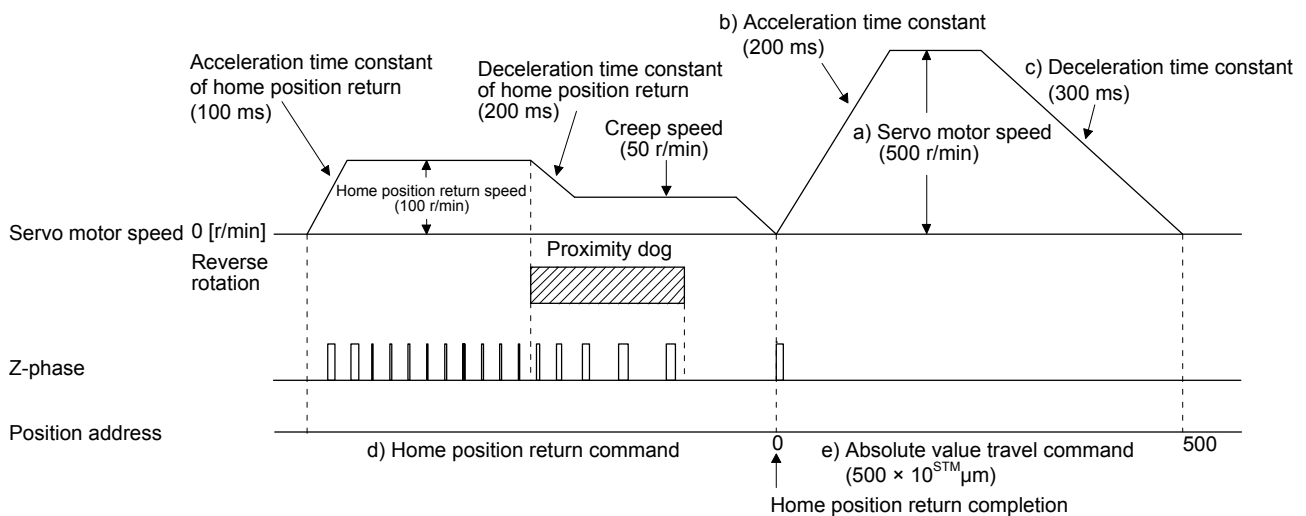 b) Acceleration time constant
(200 ms)
Acceleration time constant
of home position return
(100 ms)
Deceleration time constant
of home position return
(200 ms)
c) Deceleration time constant
(300 ms)
Creep speed
(50 r/min)
a) Servo motor speed
(500 r/min)
Home position return speed
(100 r/min)
Servo motor speed 0 [r/min]
Reverse
rotation
Proximity dog
Z-phase
Position address
d) Home position return command
0
e) Absolute value travel command
(500 × 10^STM μm)
500
Home position return completion